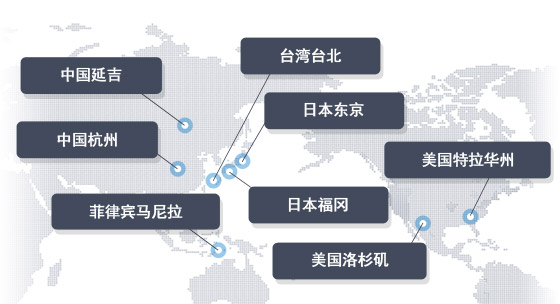 台湾台北
中国延吉
日本东京
中国杭州
美国特拉华州
菲律宾马尼拉
日本福冈
美国洛杉矶